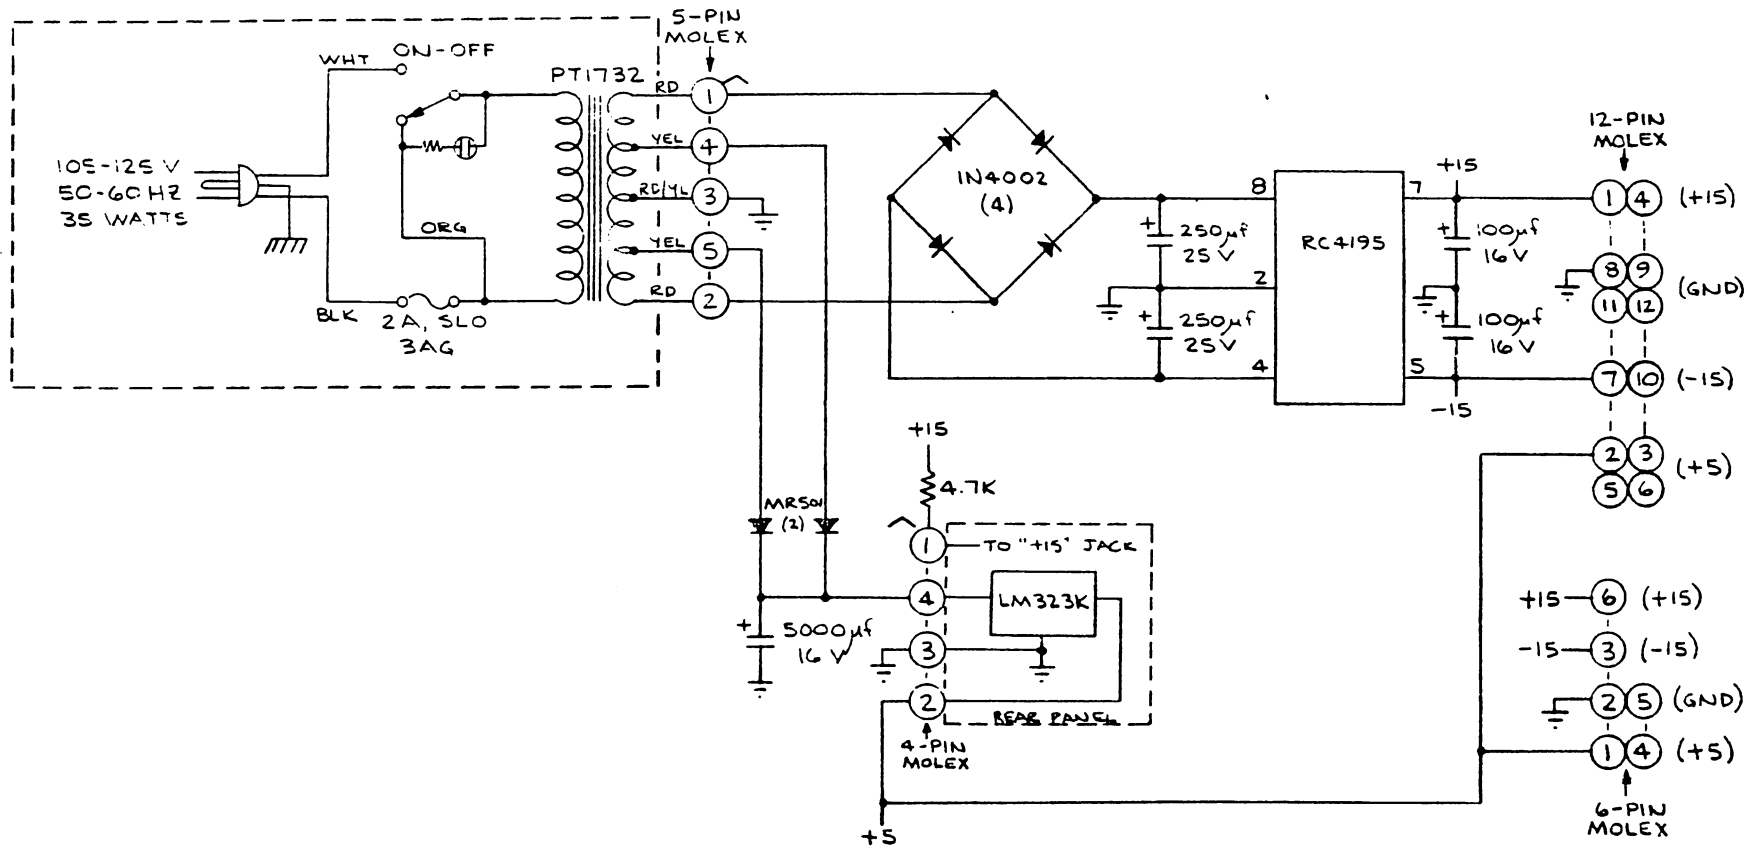 5-PIN
MOLEX
ON-OFF
WHT
PT1732
RD
1
YEL
4
105-125 V
50-60 HZ
35 WATTS
RD/YL
3
ORG
YEL
5
RD
2
BLK
2A, SLO
3AG
1N4002
(4)
8
7
2
4
5
RC4195
+
250µf
25V
+
250µf
25V
+15
+
100µf
16V
+
100µf
16V
-15
12-PIN
MOLEX
1 4 (+15)
8 9
(GND)
11 12
7 10 (-15)
2 3 (+5)
5 6
+15
4.7K
MR501
(2)
1
TO "+15" JACK
4
LM323K
+
5000µf
16V
3
2
REAR PANEL
4-PIN
MOLEX
+5
+15 6 (+15)
-15 3 (-15)
2 5 (GND)
1 4 (+5)
6-PIN
MOLEX